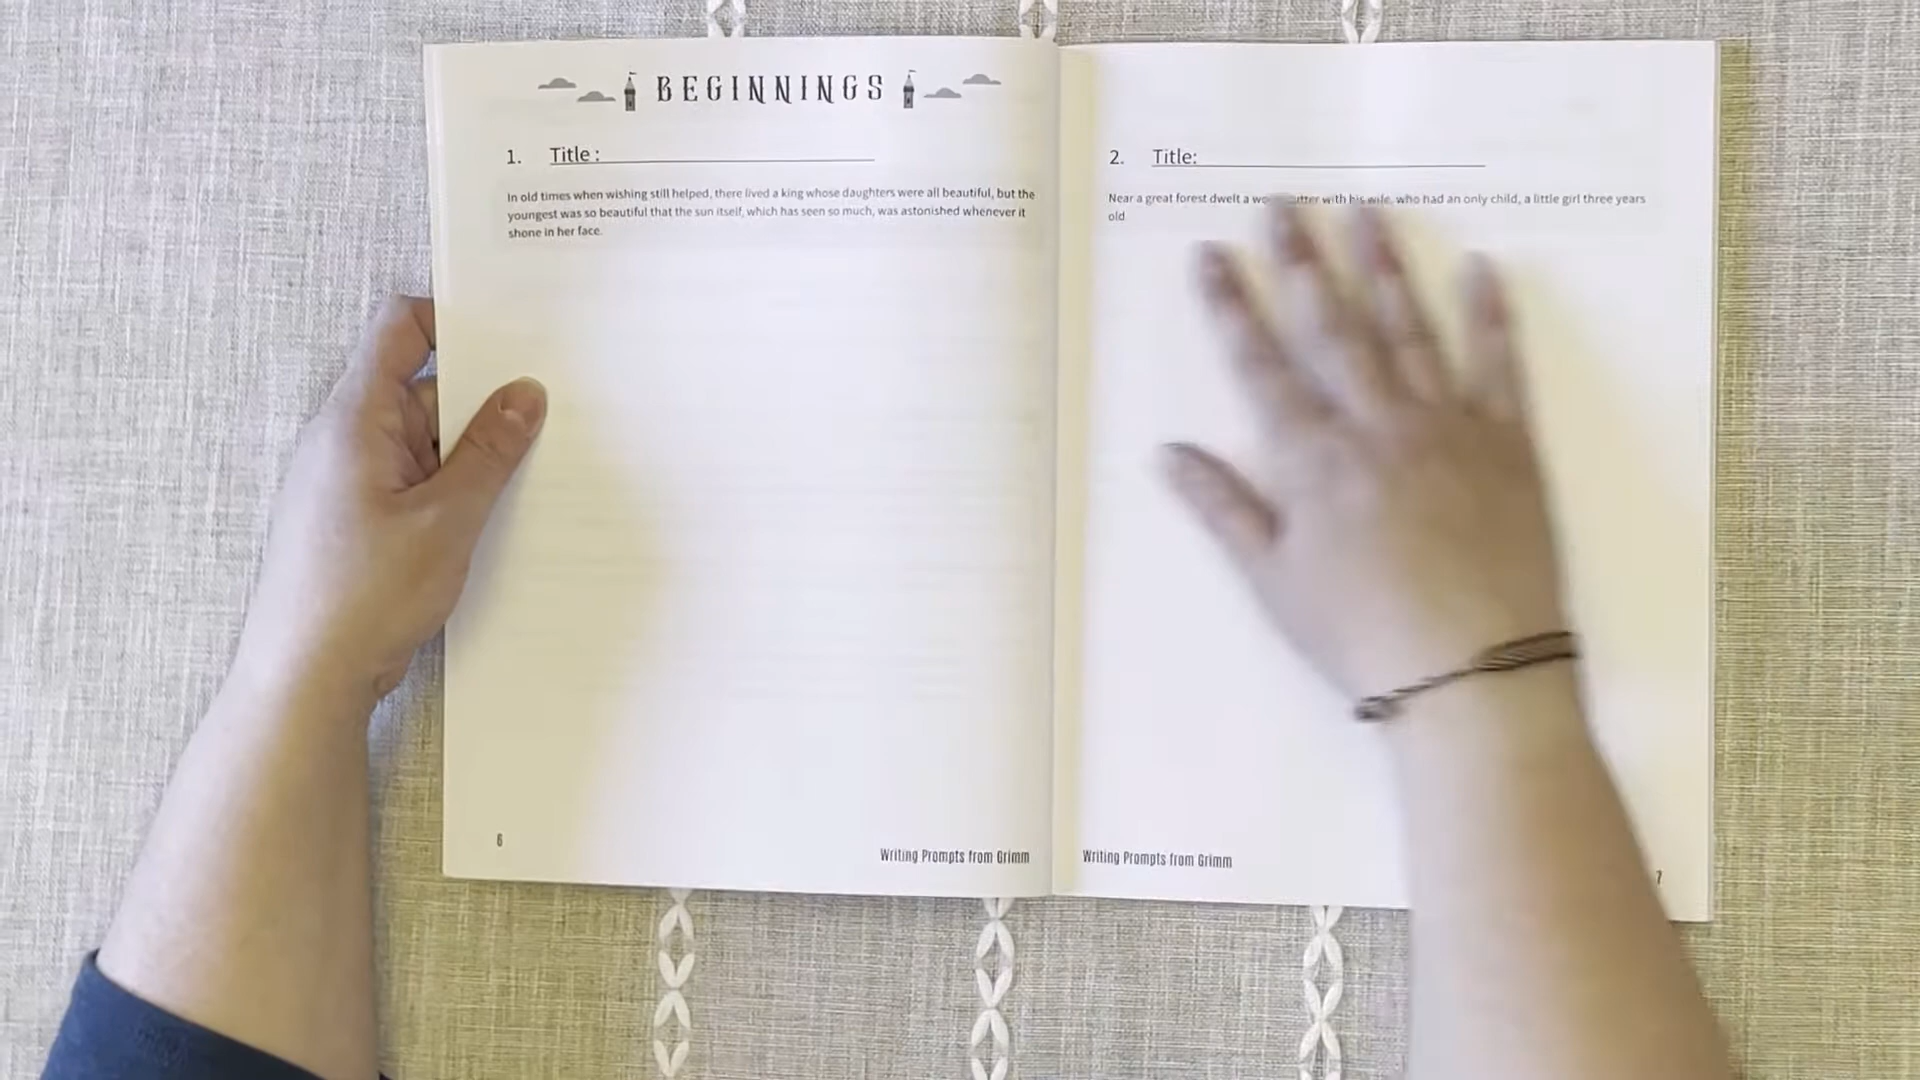 BEGINNINGS
1. Title :
In old times when wishing still helped, there lived a king whose daughters were all beautiful, but the
youngest was so beautiful that the sun itself, which has seen so much, was astonished whenever it
shone in her face.
6
Writing Prompts from Grimm
2. Title:
Near a great forest dwelt a with his wife, who had an only child, a little girl three years
old
Writing Prompts from Grimm
7